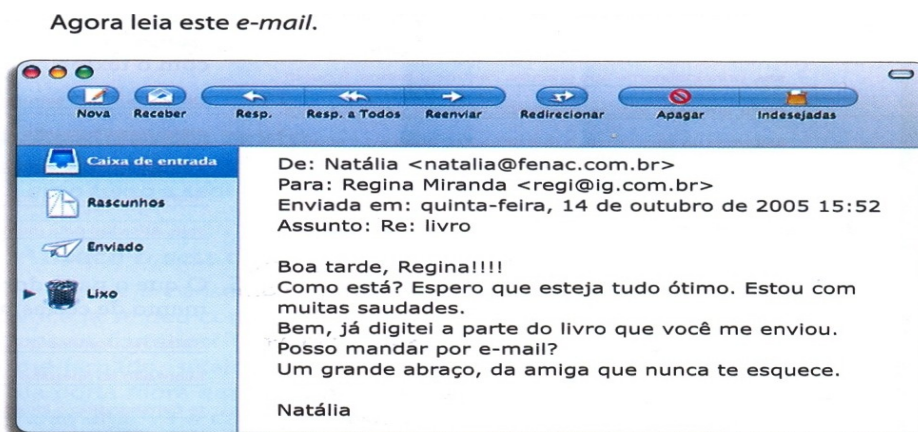 Agora leia este e-mail.
Nova Receber Resp. Resp. a Todos Reenviar Redirecionar Apagar Indesejadas
Caixa de entrada
Rascunhos
Enviado
Lixo
De: Natália <natalia@fenac.com.br>
Para: Regina Miranda <regi@ig.com.br>
Enviada em: quinta-feira, 14 de outubro de 2005 15:52
Assunto: Re: livro
Boa tarde, Regina!!!!
Como está? Espero que esteja tudo ótimo. Estou com
muitas saudades.
Bem, já digitei a parte do livro que você me enviou.
Posso mandar por e-mail?
Um grande abraço, da amiga que nunca te esquece.
Natália